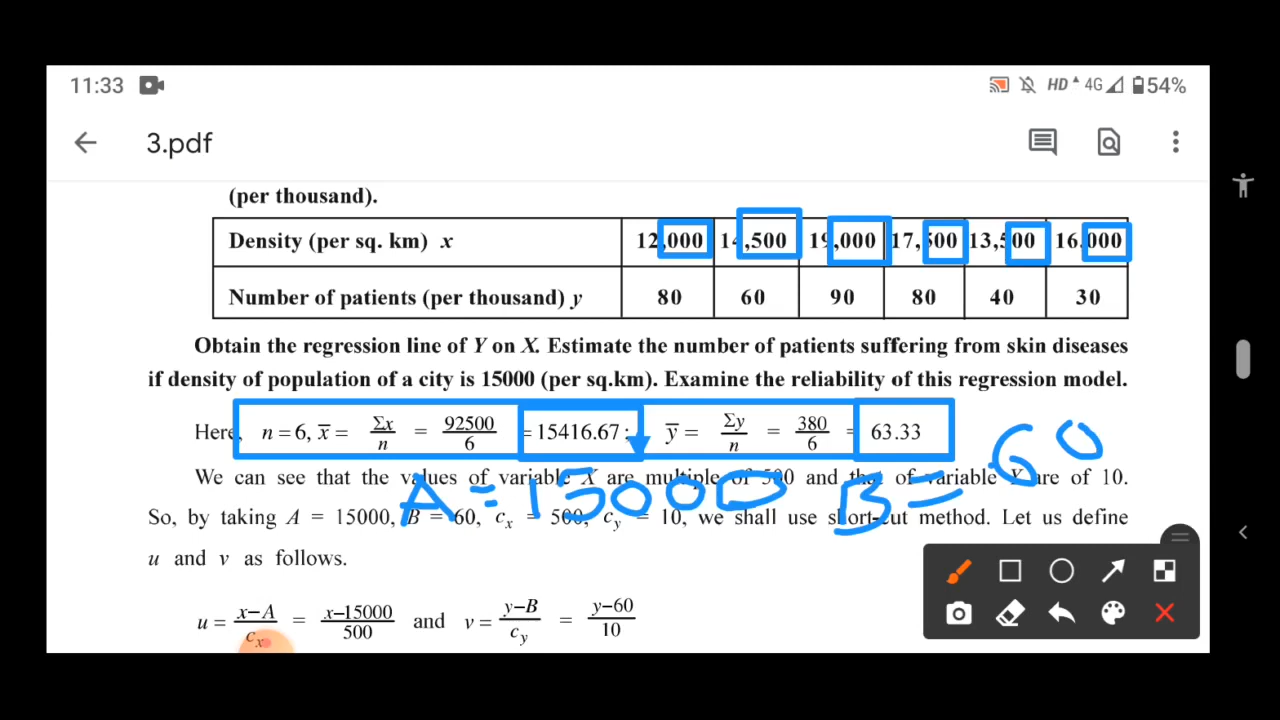 11:33 HD 4G 54%
3.pdf
(per thousand).
Density (per sq. km) x 12,000 14,500 19,000 17,500 13,500 16,000
Number of patients (per thousand) y 80 60 90 80 40 30
Obtain the regression line of Y on X. Estimate the number of patients suffering from skin diseases
if density of population of a city is 15000 (per sq.km). Examine the reliability of this regression model.
Here, n = 6, x̅ = Σx/n = 92500/6 = 15416.67 ; y̅ = Σy/n = 380/6 = 63.33
We can see that the values of variable X are multiple of 500 and that of variable Y are of 10.
A = 15000 B = 60
So, by taking A = 15000, B = 60, cx = 500, cy = 10, we shall use short-cut method. Let us define
u and v as follows.
u = x–A/cx = x–15000/500 and v = y–B/cy = y–60/10